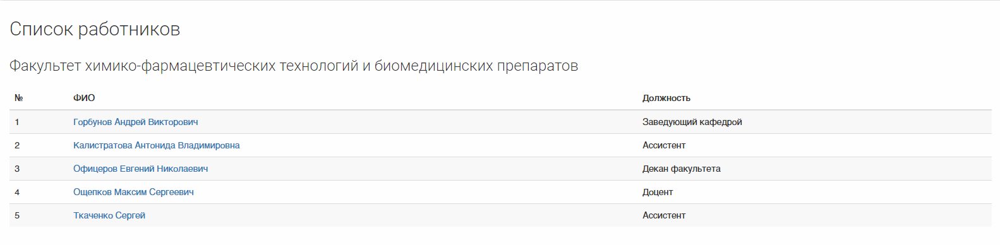 Список работников
Факультет химико-фармацевтических технологий и биомедицинских препаратов
№ ФИО Должность
1 Горбунов Андрей Викторович Заведующий кафедрой
2 Калистратова Антонида Владимировна Ассистент
3 Офицеров Евгений Николаевич Декан факультета
4 Ощепков Максим Сергеевич Доцент
5 Ткаченко Сергей Ассистент